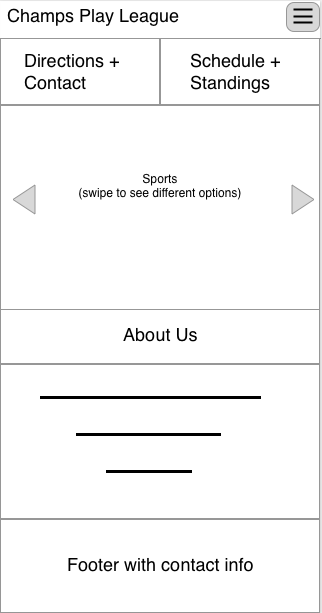 Champs Play League
Directions +
Contact
Schedule +
Standings
Sports
(swipe to see different options)
About Us
Footer with contact info